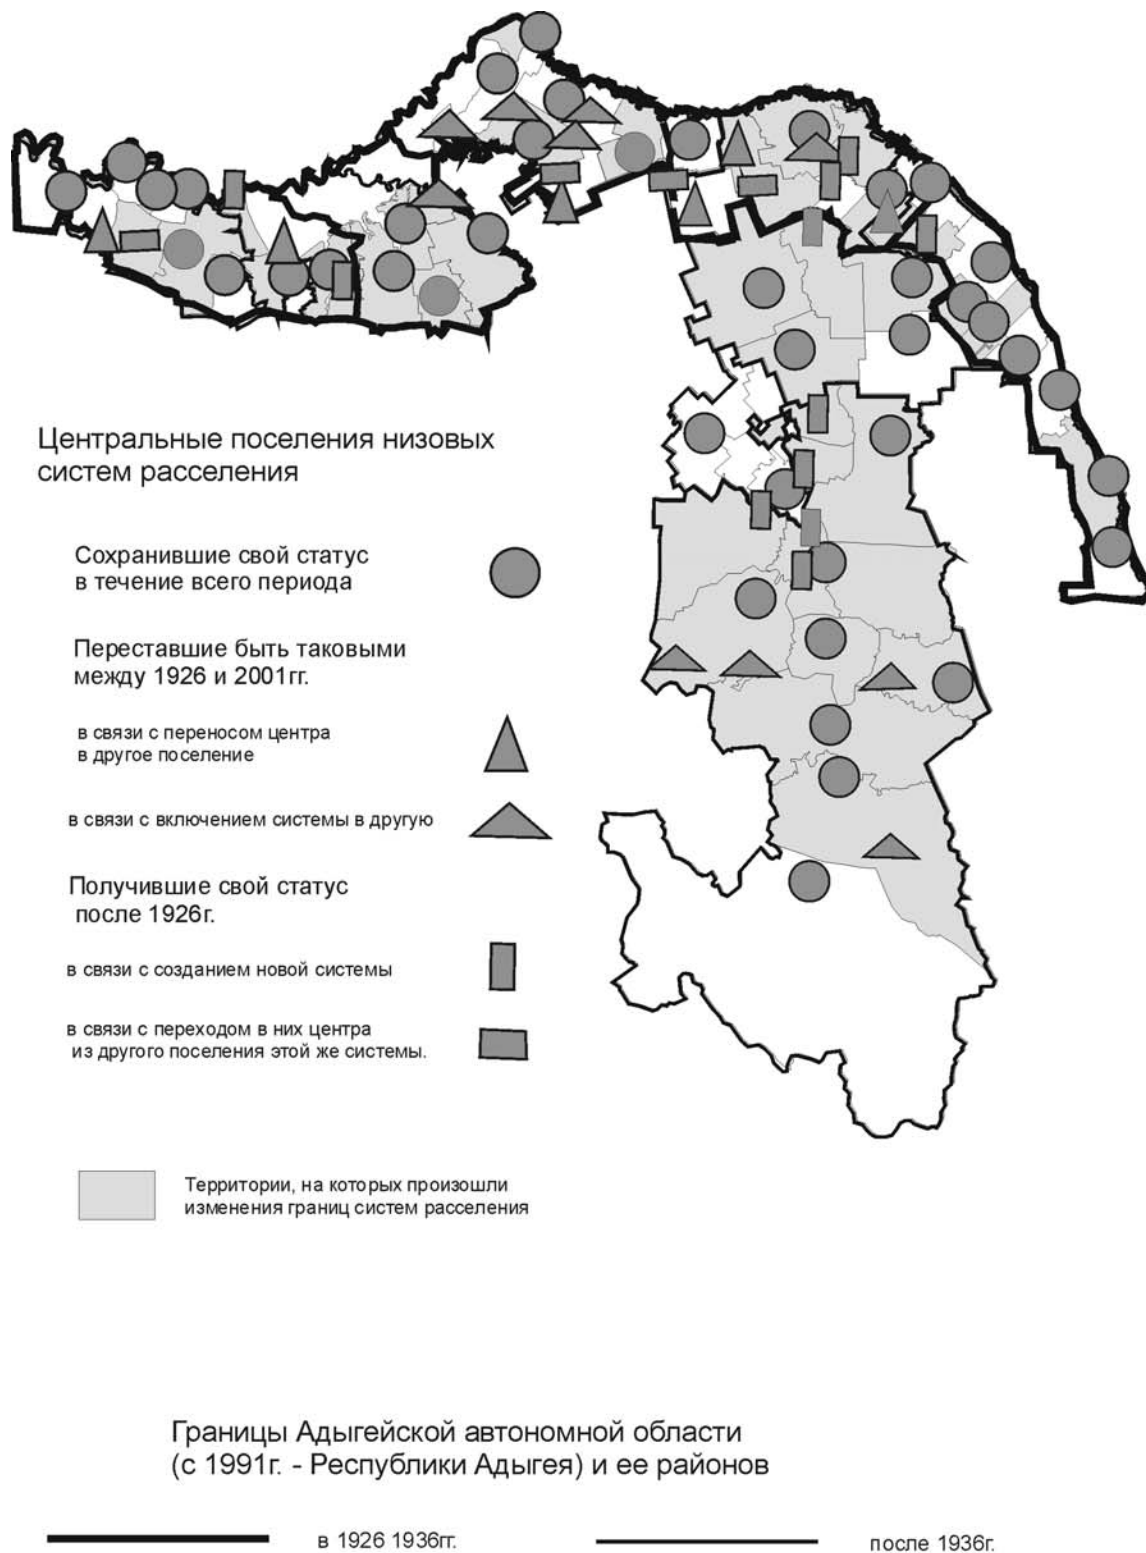 Центральные поселения низовых
систем расселения
Сохранившие свой статус
в течение всего периода
Переставшие быть таковыми
между 1926 и 2001гг.
в связи с переносом центра
в другое поселение
в связи с включением системы в другую
Получившие свой статус
после 1926г.
в связи с созданием новой системы
в связи с переходом в них центра
из другого поселения этой же системы.
Территории, на которых произошли
изменения границ систем расселения
Границы Адыгейской автономной области
(с 1991г. - Республики Адыгея) и ее районов
в 1926 1936гг.
после 1936г.